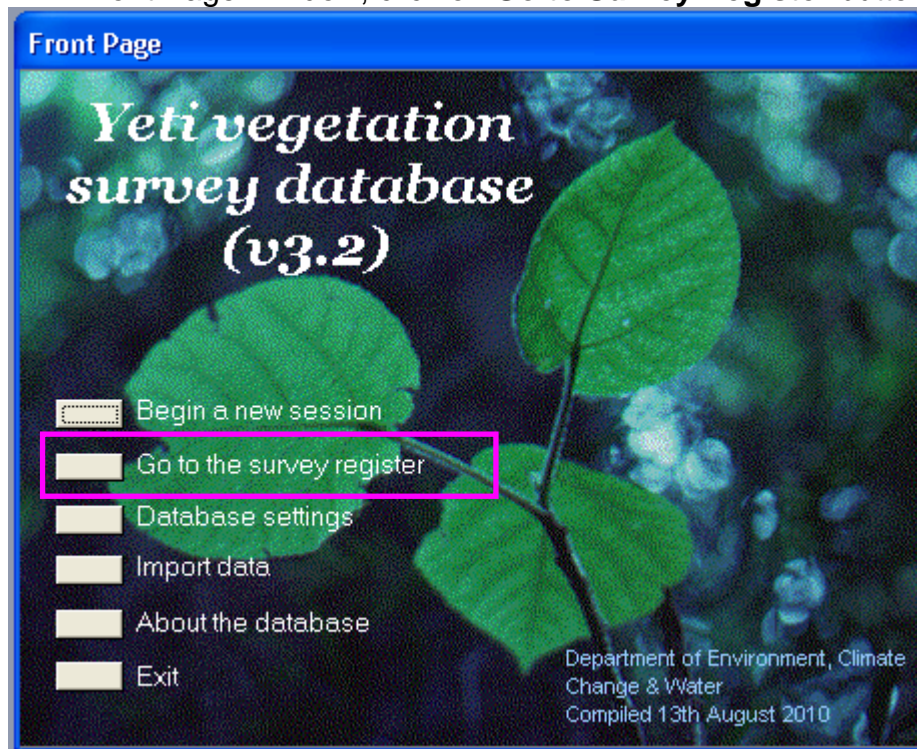 Front Page
Yeti vegetation
survey database
(v3.2)
Begin a new session
Go to the survey register
Database settings
Import data
About the database
Exit
Department of Environment, Climate
Change & Water
Compiled 13th August 2010